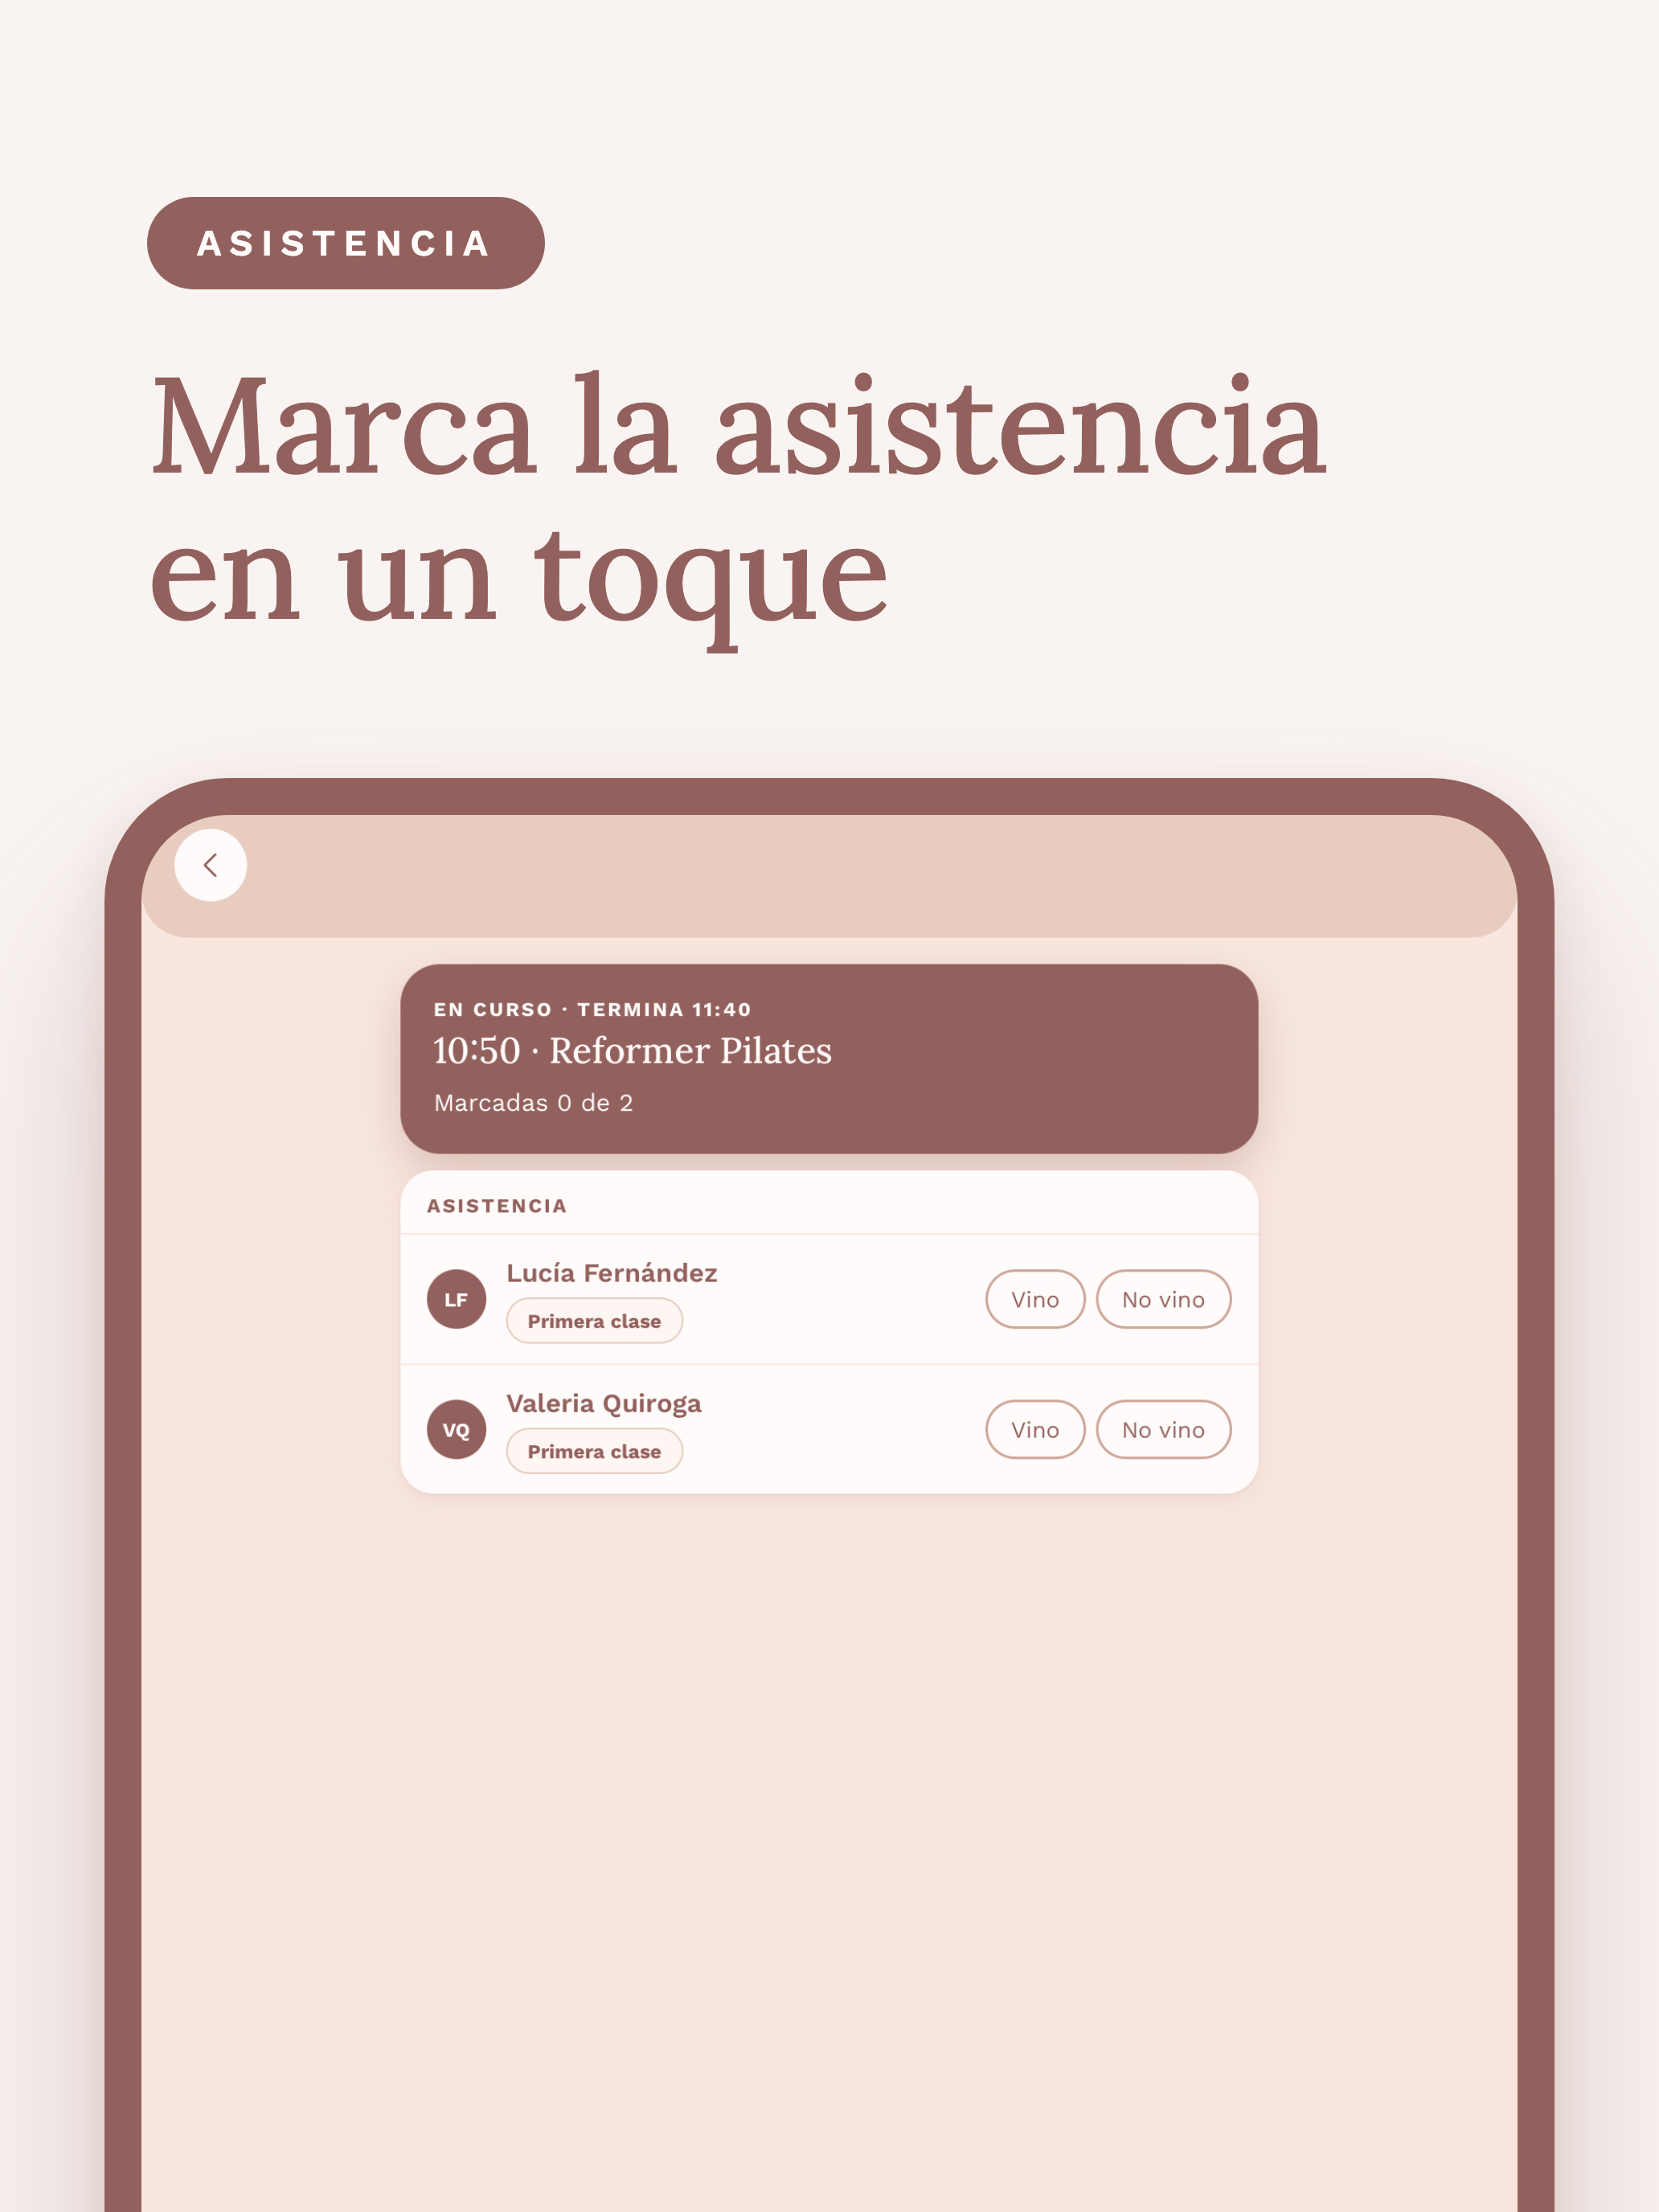 ASISTENCIA
Marca la asistencia
en un toque
EN CURSO · TERMINA 11:40
10:50 · Reformer Pilates
Marcadas 0 de 2
ASISTENCIA
LF
Lucía Fernández
Primera clase
Vino
No vino
VQ
Valeria Quiroga
Primera clase
Vino
No vino